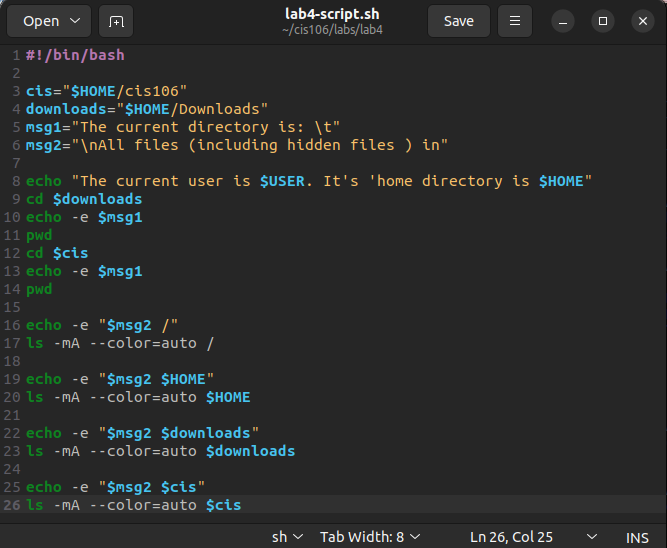 Open lab4-script.sh Save
~/cis106/labs/lab4
1 #!/bin/bash
2
3 cis="$HOME/cis106"
4 downloads="$HOME/Downloads"
5 msg1="The current directory is: \t"
6 msg2="\nAll files (including hidden files ) in"
7
8 echo "The current user is $USER. It's 'home directory is $HOME"
9 cd $downloads
10 echo -e $msg1
11 pwd
12 cd $cis
13 echo -e $msg1
14 pwd
15
16 echo -e "$msg2 /"
17 ls -mA --color=auto /
18
19 echo -e "$msg2 $HOME"
20 ls -mA --color=auto $HOME
21
22 echo -e "$msg2 $downloads"
23 ls -mA --color=auto $downloads
24
25 echo -e "$msg2 $cis"
26 ls -mA --color=auto $cis
sh Tab Width: 8 Ln 26, Col 25 INS